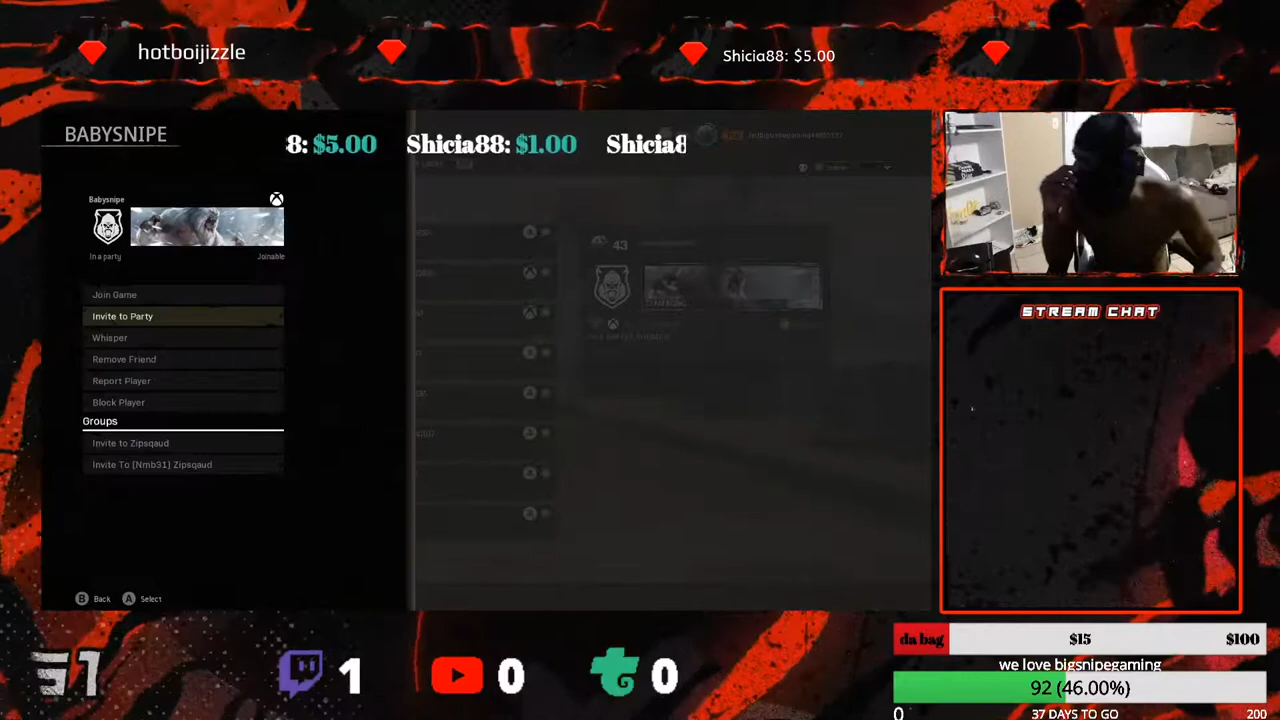 hotboijizzle
Shicia88: $5.00
BABYSNIPE
8: $5.00 Shicia88: $1.00 Shicia8
Babysnipe
In a party Joinable
Join Game
Invite to Party
Whisper
Remove Friend
Report Player
Block Player
Groups
Invite to Zipsqaud
Invite To [Nmb31] Zipsqaud
B Back A Select
43
STREAM CHAT
da bag $15 $100
we love bigsnipegaming
92 (46.00%)
0 37 DAYS TO GO 200
1 0 0